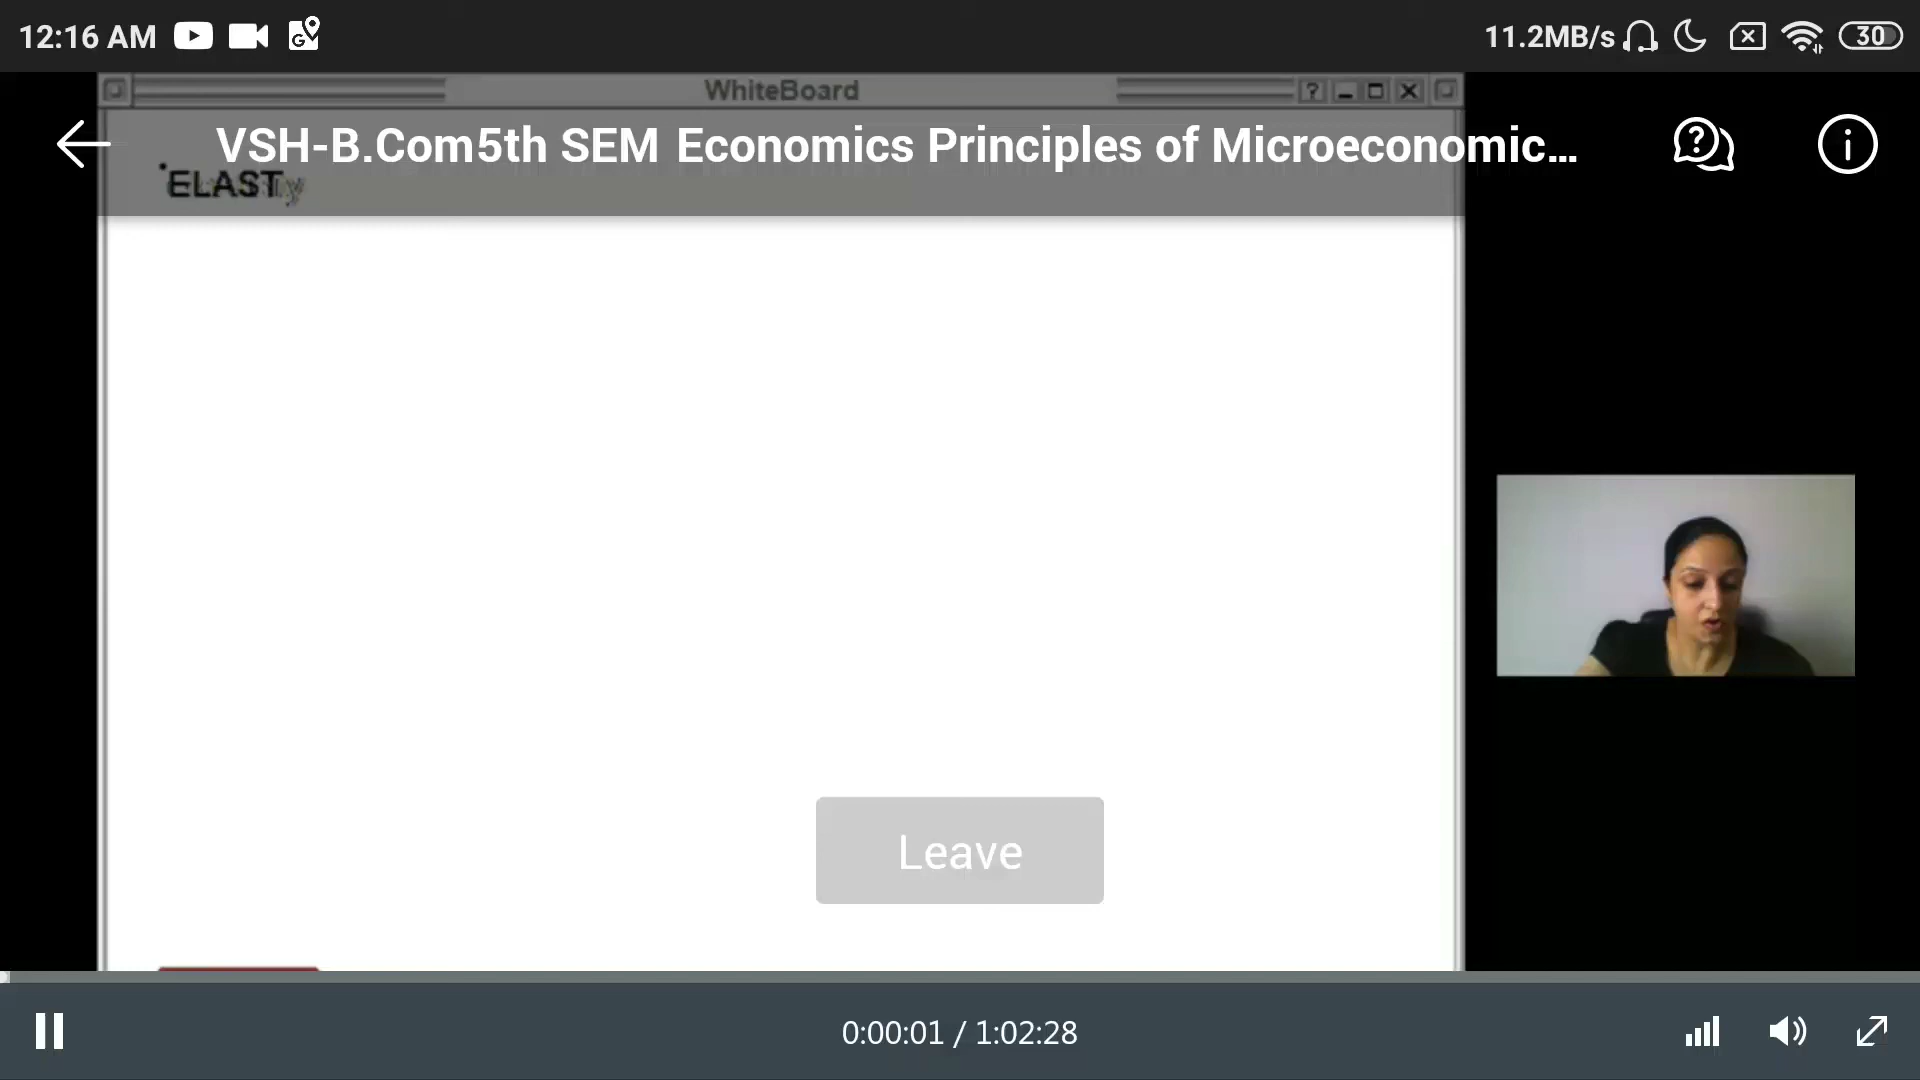 12:16 AM 11.2MB/s 30
WhiteBoard
VSH-B.Com5th SEM Economics Principles of Microeconomic...
Leave
0:00:01 / 1:02:28